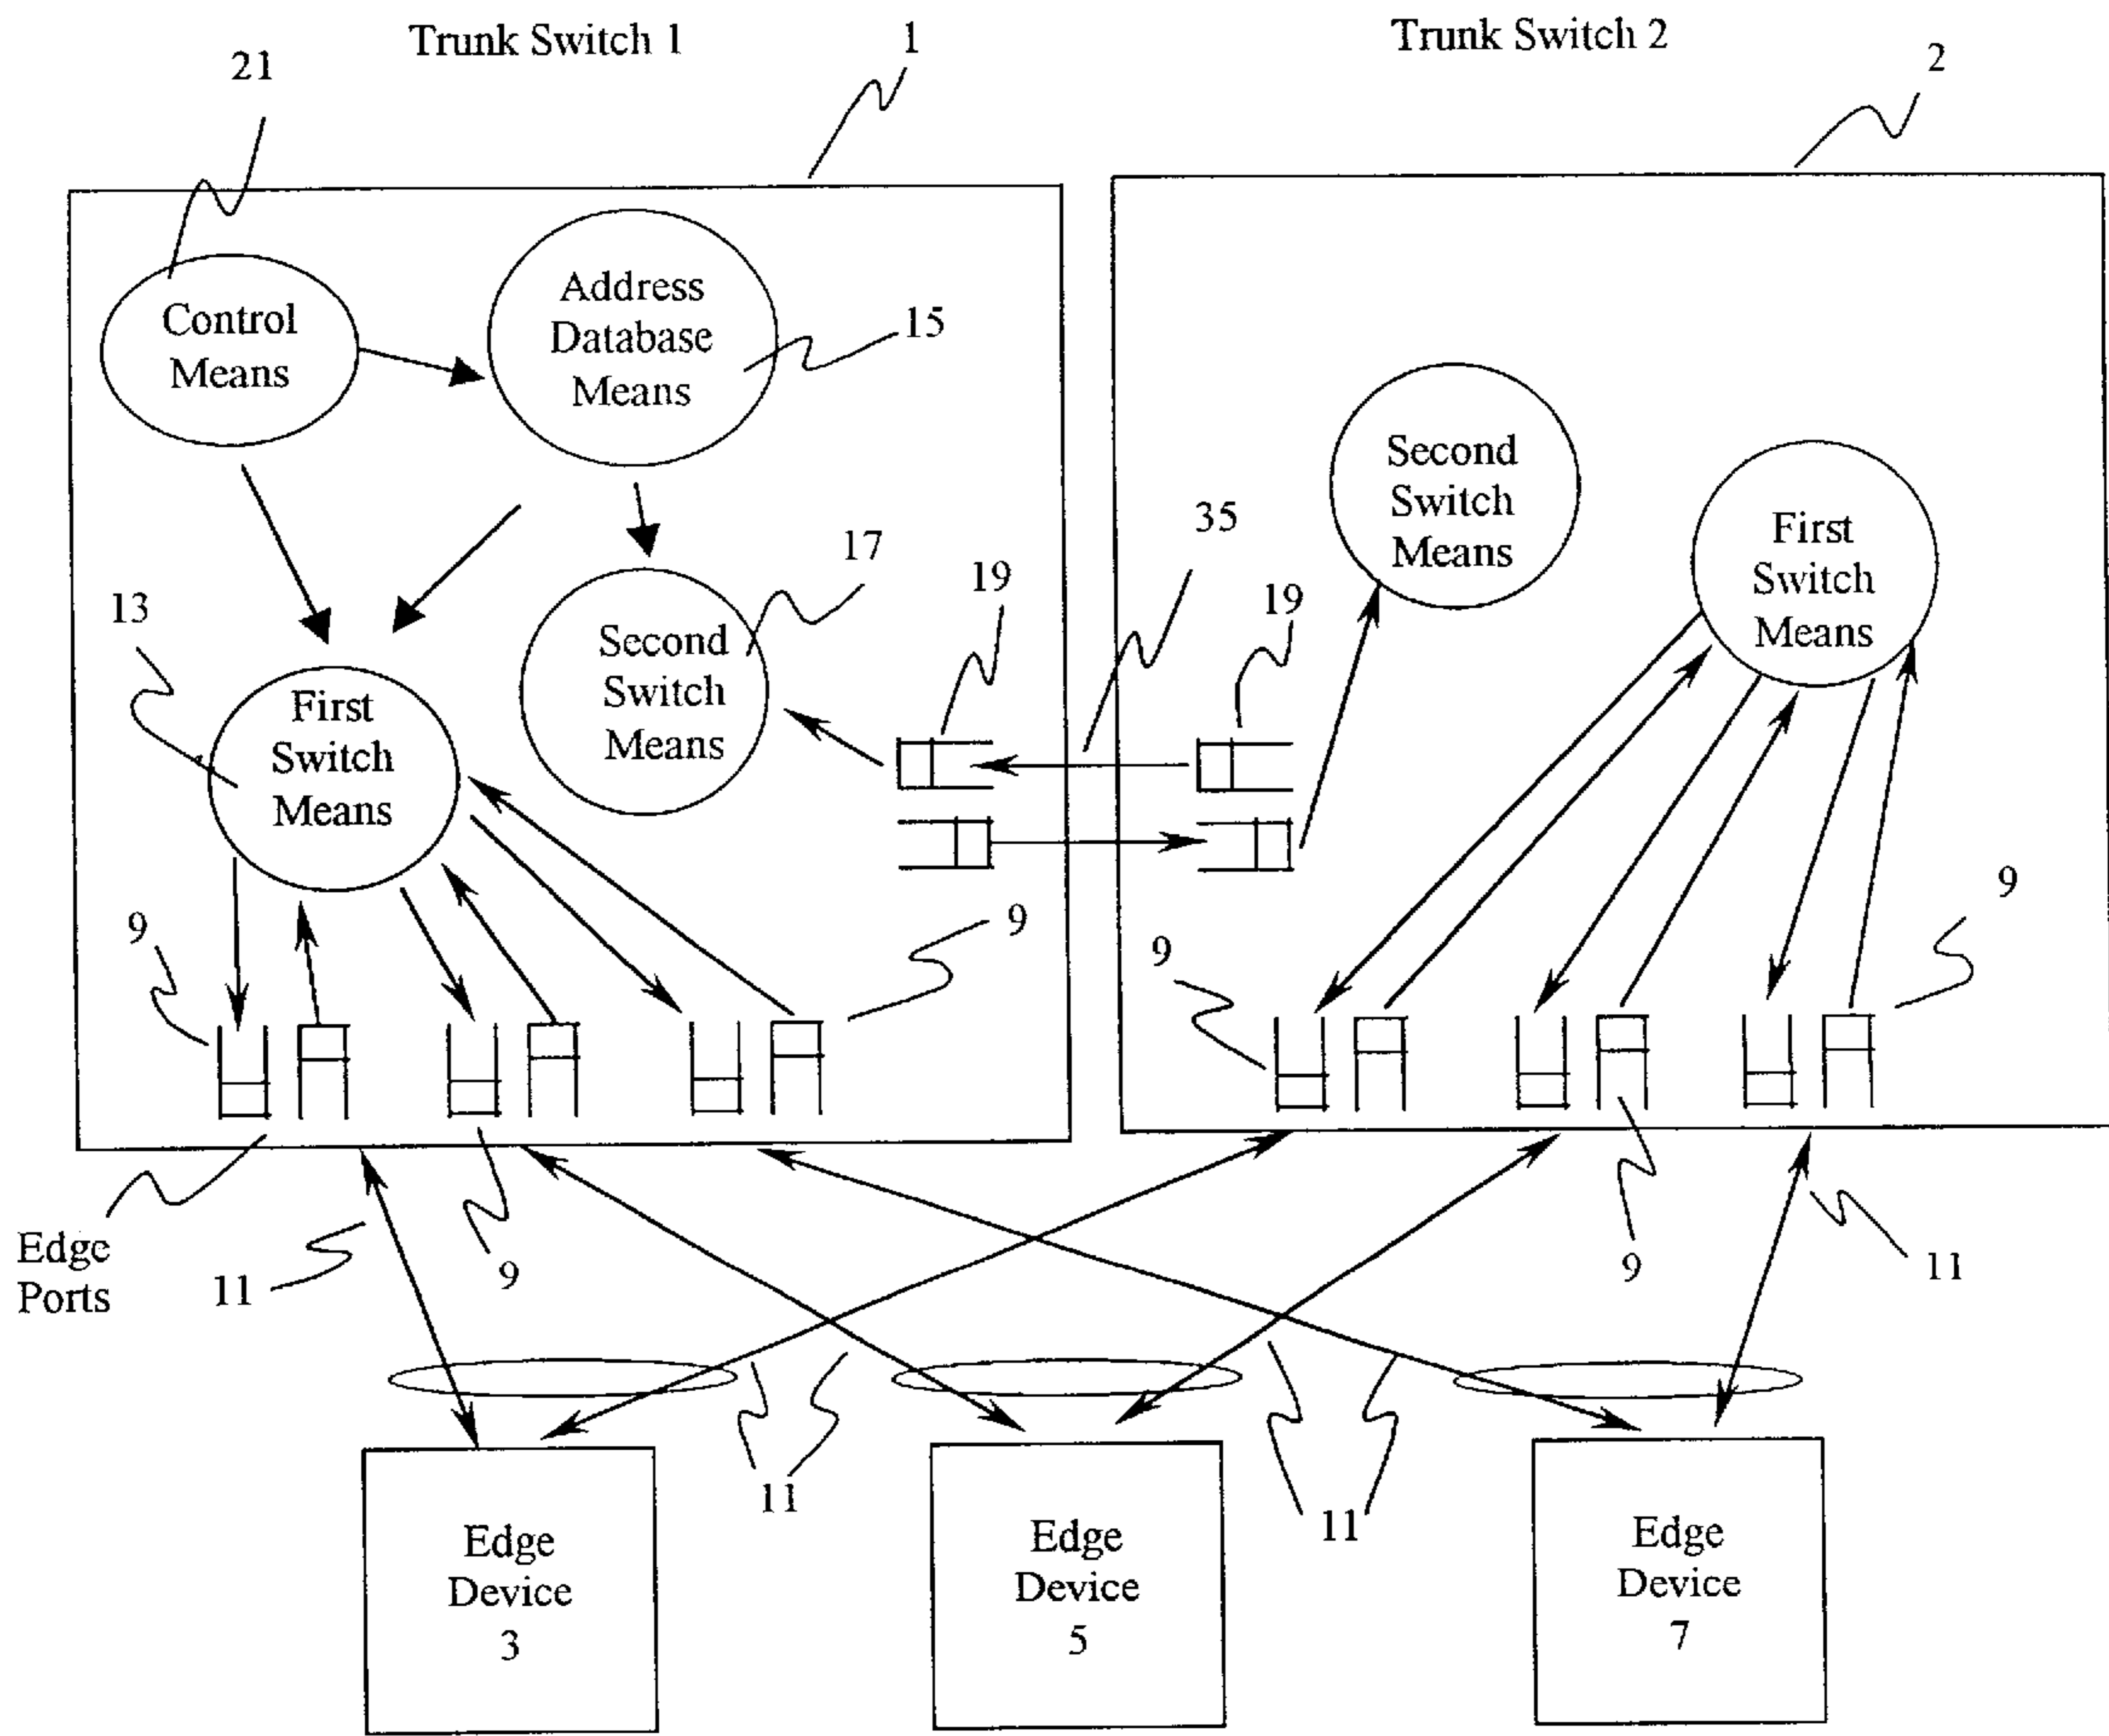 Trunk Switch 1
1
Trunk Switch 2
2
21
Control
Means
Address
Database
Means
15
Second
Switch
Means
First
Switch
Means
35
17
19
19
13
Second
Switch
Means
First
Switch
Means
9
9
9
9
Edge
Ports
11
9
9
11
11
11
Edge
Device
3
Edge
Device
5
Edge
Device
7